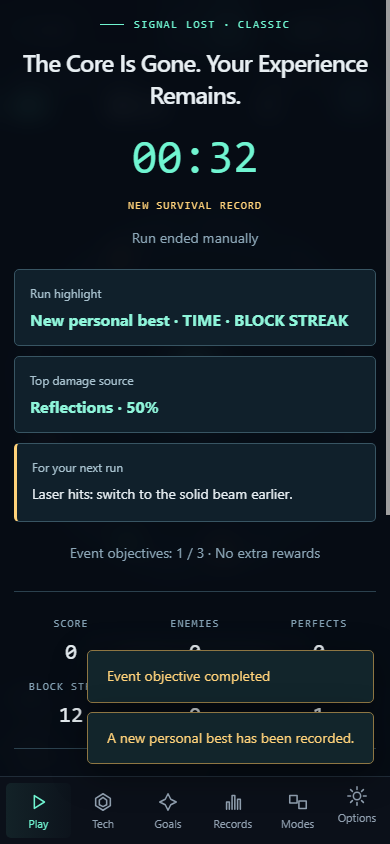 SIGNAL LOST · CLASSIC
The Core Is Gone. Your Experience
Remains.
00:32
NEW SURVIVAL RECORD
Run ended manually
Run highlight
New personal best · TIME · BLOCK STREAK
Top damage source
Reflections · 50%
For your next run
Laser hits: switch to the solid beam earlier.
Event objectives: 1 / 3 · No extra rewards
SCORE ENEMIES PERFECTS
0
Event objective completed
BLOCK
12
A new personal best has been recorded.
Play Tech Goals Records Modes Options